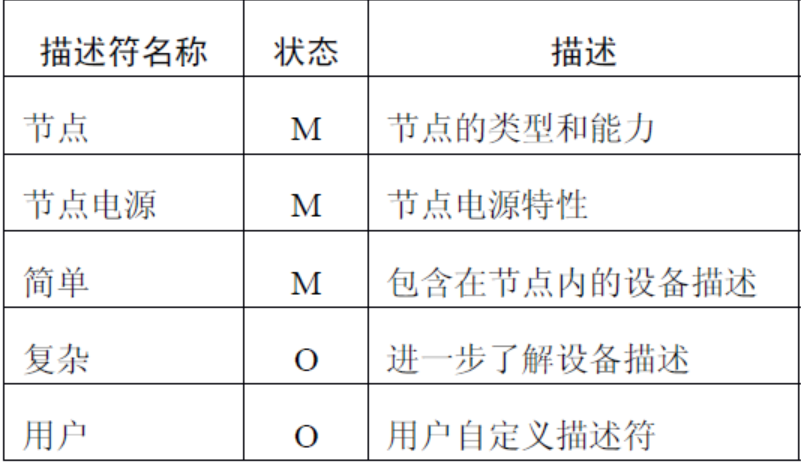 描述符名称 状态 描述
节点 M 节点的类型和能力
节点电源 M 节点电源特性
简单 M 包含在节点内的设备描述
复杂 O 进一步了解设备描述
用户 O 用户自定义描述符